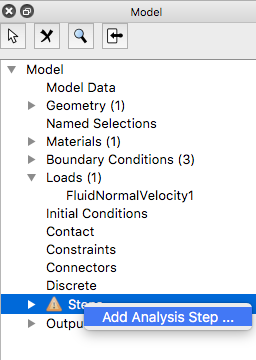 Model
Model
Model Data
Geometry (1)
Named Selections
Materials (1)
Boundary Conditions (3)
Loads (1)
FluidNormalVelocity1
Initial Conditions
Contact
Constraints
Connectors
Discrete
Steps
Add Analysis Step ...
Outpu